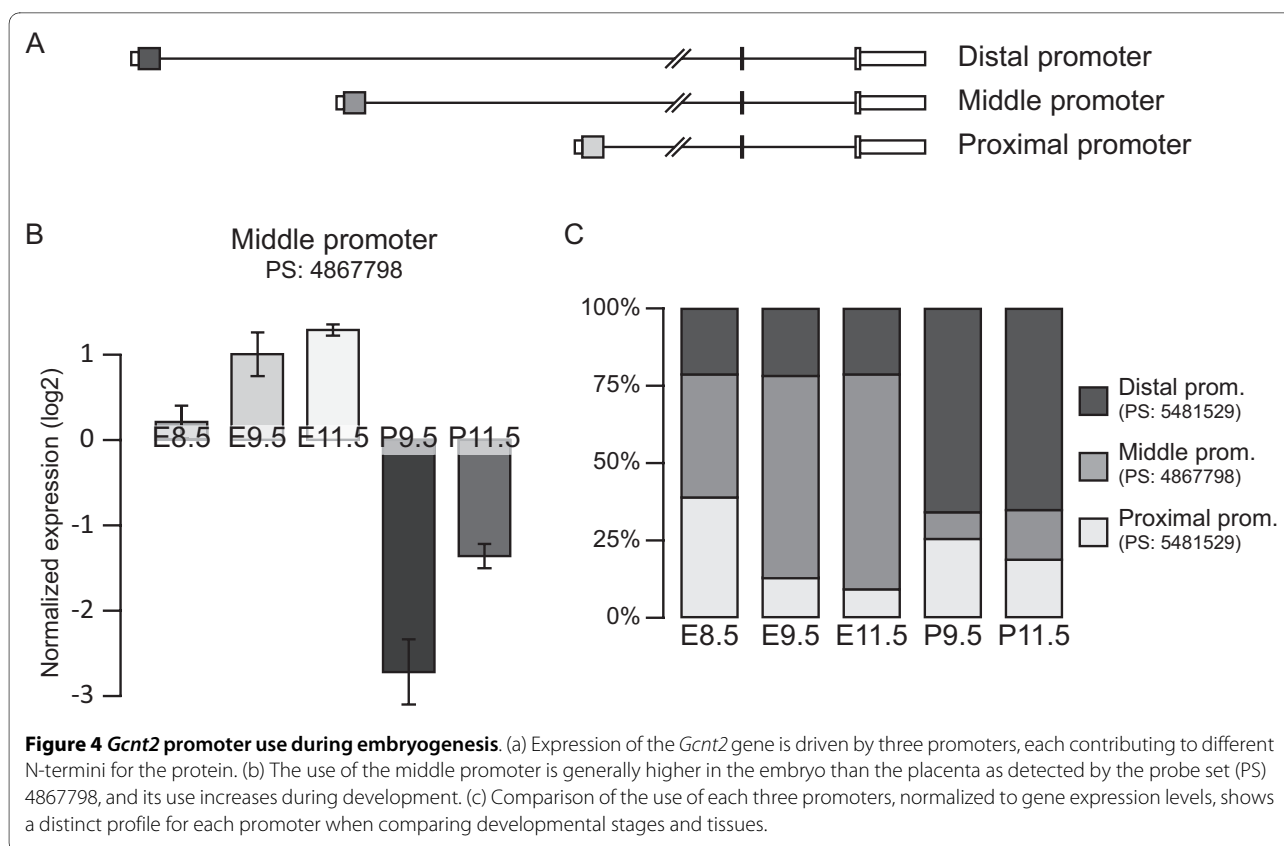 A
Distal promoter
Middle promoter
Proximal promoter
B
Middle promoter
PS: 4867798
Normalized expression (log2)
1
0
-1
-2
-3
E8.5 E9.5 E11.5 P9.5 P11.5
C
100%
75%
50%
25%
0%
E8.5 E9.5 E11.5 P9.5 P11.5
Distal prom.
(PS: 5481529)
Middle prom.
(PS: 4867798)
Proximal prom.
(PS: 5481529)
Figure 4 Gcnt2 promoter use during embryogenesis. (a) Expression of the Gcnt2 gene is driven by three promoters, each contributing to different
N-termini for the protein. (b) The use of the middle promoter is generally higher in the embryo than the placenta as detected by the probe set (PS)
4867798, and its use increases during development. (c) Comparison of the use of each three promoters, normalized to gene expression levels, shows
a distinct profile for each promoter when comparing developmental stages and tissues.